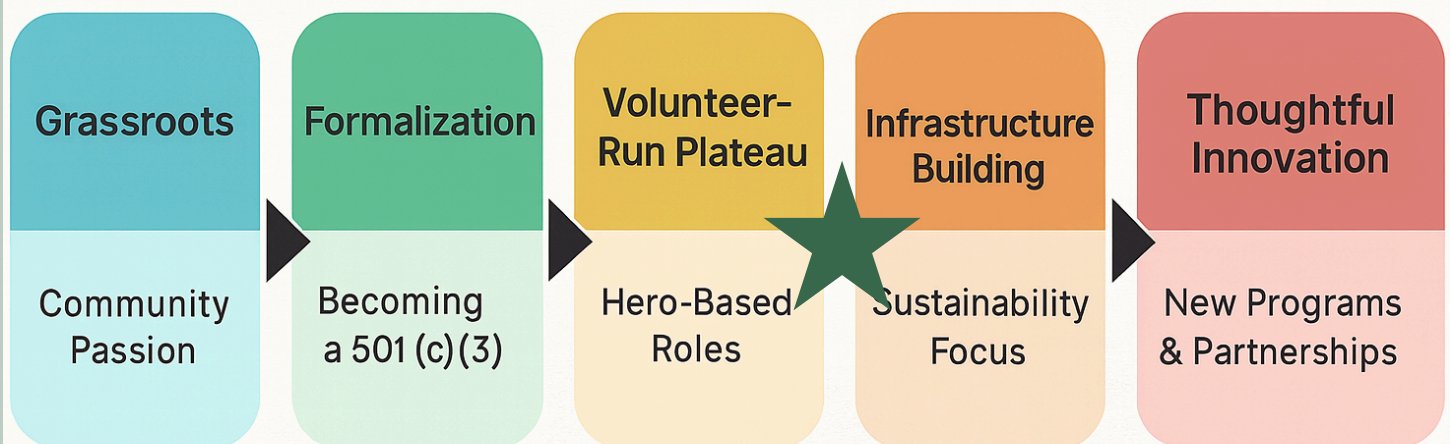 Grassroots
Community
Passion
Formalization
Becoming
a 501 (c)(3)
Volunteer-
Run Plateau
Hero-Based
Roles
Infrastructure
Building
Sustainability
Focus
Thoughtful
Innovation
New Programs
& Partnerships